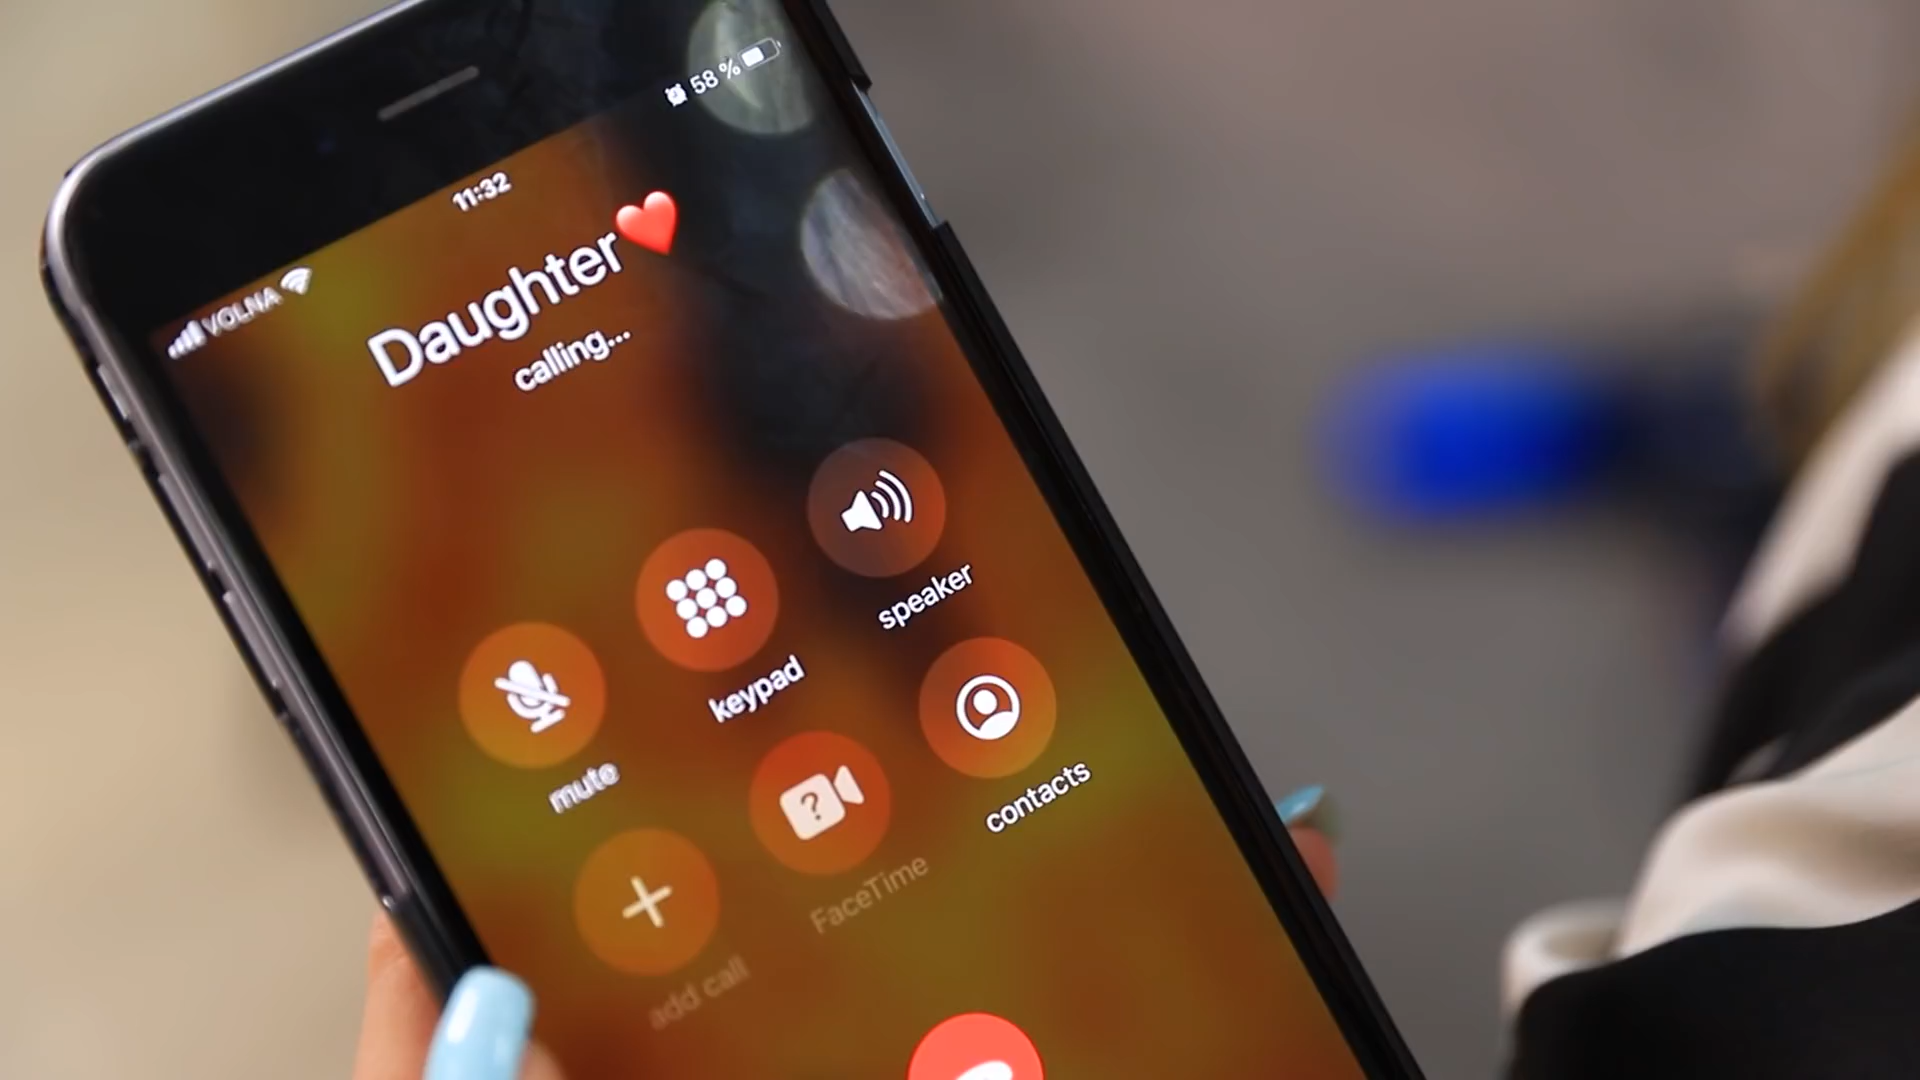 VOLNA 11:32 58 %
Daughter❤️
calling...
mute keypad speaker
add call FaceTime contacts